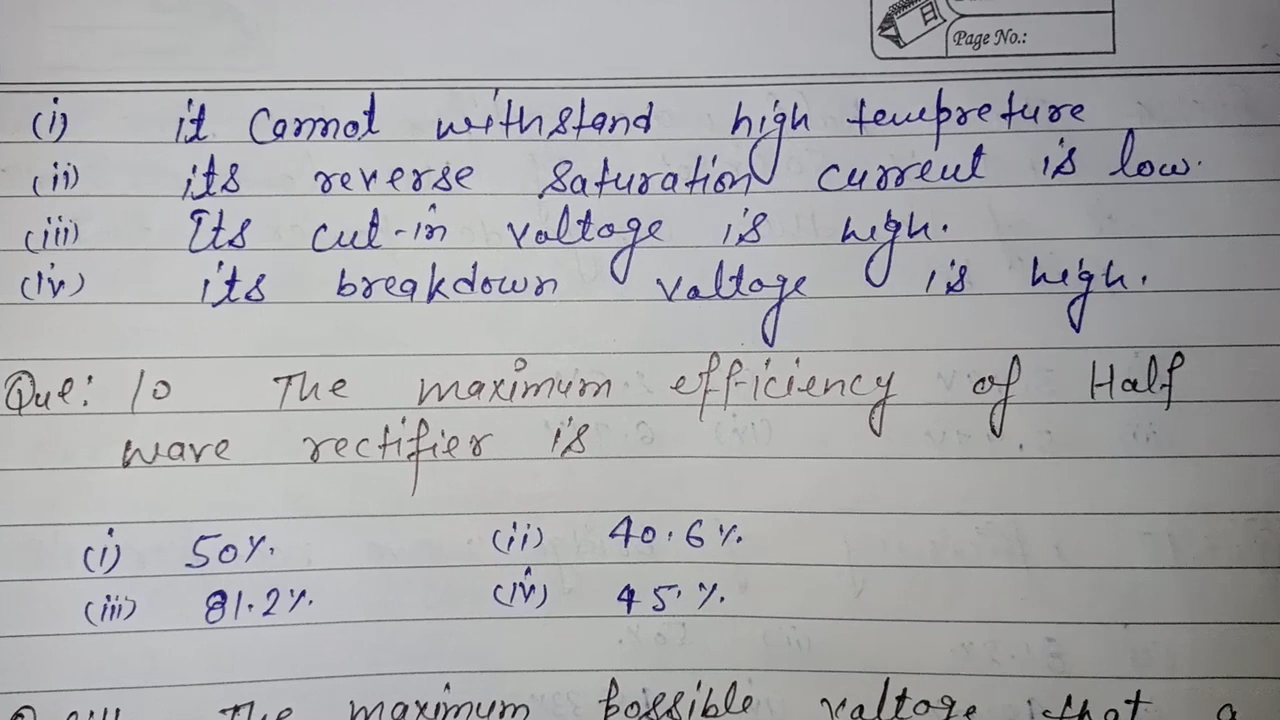 Page No.:
(i) it Cannot withstand high tempreture
(ii) its reverse saturation current is low.
(iii) Its cut-in voltage is high.
(iv) its breakdown voltage is high.
Que: 10 The maximum efficiency of Half
wave rectifier is
(i) 50%. (ii) 40.6%.
(iii) 81.2%. (iv) 45.%.
The maximum possible voltage that a